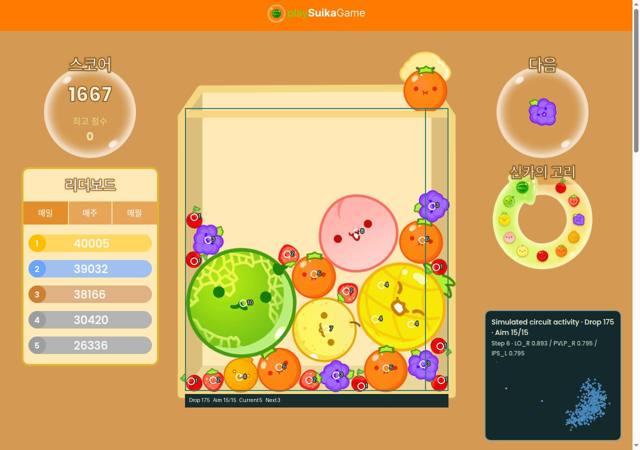 playSuikaGame
스코어
1667
최고 점수
0
다음
신카의 고리
리더보드
매일 매주 매월
1 40005
2 39032
3 38166
4 30420
5 26336
Simulated circuit activity · Drop 175
· Aim 15/15
Step 6 · LO_R 0.893 / PVLP_R 0.795 /
IPS_L 0.795
Drop 175 Aim 15/15 Current 5 Next 3